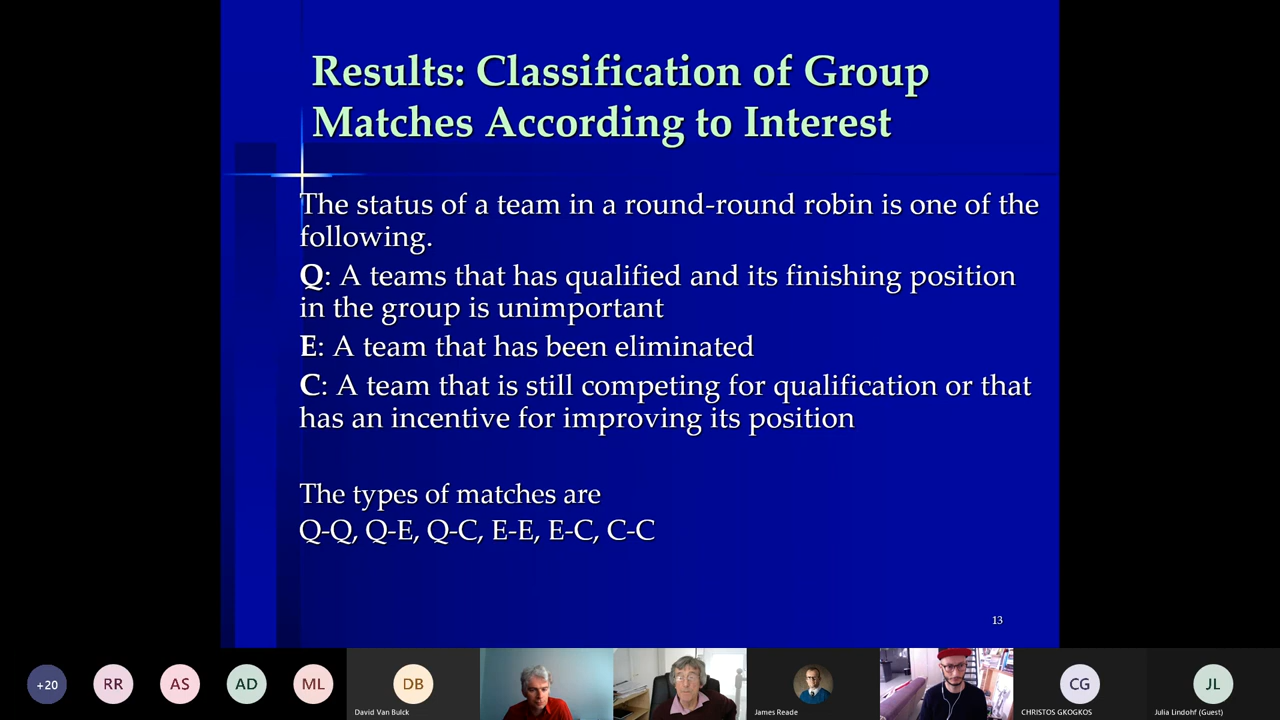 Results: Classification of Group
Matches According to Interest
The status of a team in a round-round robin is one of the
following.
Q: A teams that has qualified and its finishing position
in the group is unimportant
E: A team that has been eliminated
C: A team that is still competing for qualification or that
has an incentive for improving its position
The types of matches are
Q-Q, Q-E, Q-C, E-E, E-C, C-C
13
+20
RR
AS
AD
ML
DB
CG
JL
David Van Bulck
James Reade
CHRISTOS GKOGKOS
Julia Lindohf (Guest)